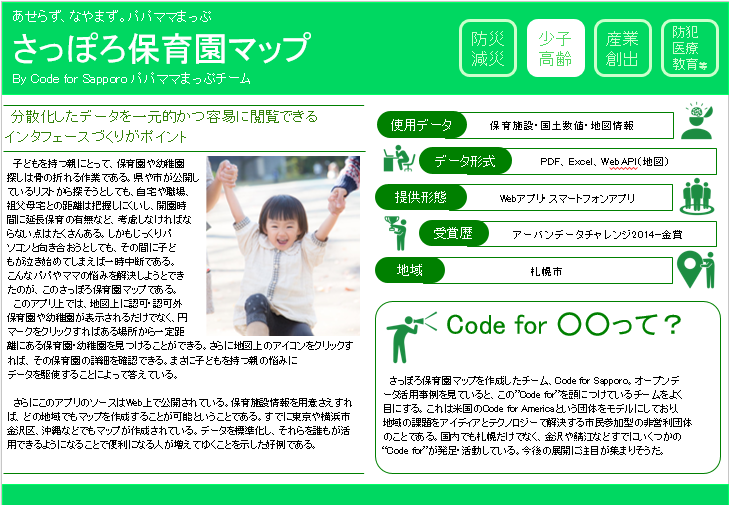 あせらず、なやまず。パパママまっぷ
さっぽろ保育園マップ
By Code for Sapporo パパママまっぷチーム
防災
減災
少子
高齢
産業
創出
防犯
医療
教育等
分散化したデータを一元的かつ容易に閲覧できる
インタフェースづくりがポイント
子どもを持つ親にとって、保育園や幼稚園
探しは骨の折れる作業である。県や市が公開し
ているリストから探そうとしても、自宅や職場、
祖父母宅との距離は把握しにくいし、開園時
間に延長保育の有無など、考慮しなければな
らない点はたくさんある。しかもじっくりパ
ソコンと向き合おうとしても、その間に子ど
もが泣き始めてしまえば一時中断である。
こんなパパやママの悩みを解決しようとでき
たのが、このさっぽろ保育園マップである。
このアプリ上では、地図上に認可・認可外
保育園や幼稚園が表示されるだけでなく、円
マークをクリックすればある場所から一定距
離にある保育園・幼稚園を見つけることができる。さらに地図上のアイコンをクリックす
れば、その保育園の詳細を確認できる。まさに子どもを持つ親の悩みに
データを駆使することによって答えている。
さらにこのアプリのソースはWeb上で公開されている。保育施設情報を用意さえすれ
ば、どの地域でもマップを作成することが可能ということである。すでに東京や横浜市
金沢区、沖縄などでもマップが作成されている。データを標準化し、それらを誰もが活
用できるようになることで便利になる人が増えてゆくことを示した好例である。
使用データ
保育施設・国土数値・地図情報
データ形式
PDF、Excel、Web API（地図）
提供形態
Webアプリ・スマートフォンアプリ
受賞歴
アーバンデータチャレンジ2014－金賞
地域
札幌市
Code for 〇〇って？
さっぽろ保育園マップを作成したチーム、Code for Sapporo。オープンデ
ータ活用事例を見ていると、この”Code for”を頭につけているチームをよく
目にする。これは米国のCode for Americaという団体をモデルにしており、
地域の課題をアイディアとテクノロジーで解決する市民参加型の非営利団体
のことである。国内でも札幌だけでなく、金沢や鯖江などすでにいくつかの
“Code for”が発足・活動している。今後の展開に注目が集まりそうだ。